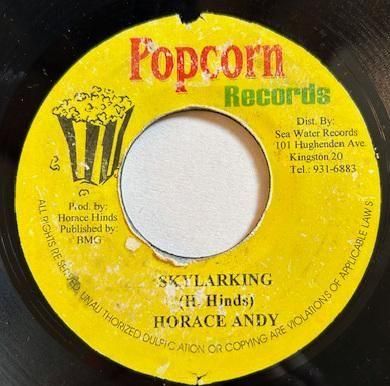 Popcorn
Records
Dist. By:
Sea Water Records
101 Hughenden Ave.
Kingston 20
Tel.: 931-6883
Prod. by:
Horace Hinds
Published by:
BMG
SKYLARKING
(H. Hinds)
HORACE ANDY
ALL RIGHTS RESERVED. UNAUTHORIZED DULFICATION OR COPYING ARE VIOLATIONS OF APPLICABLE LAWS